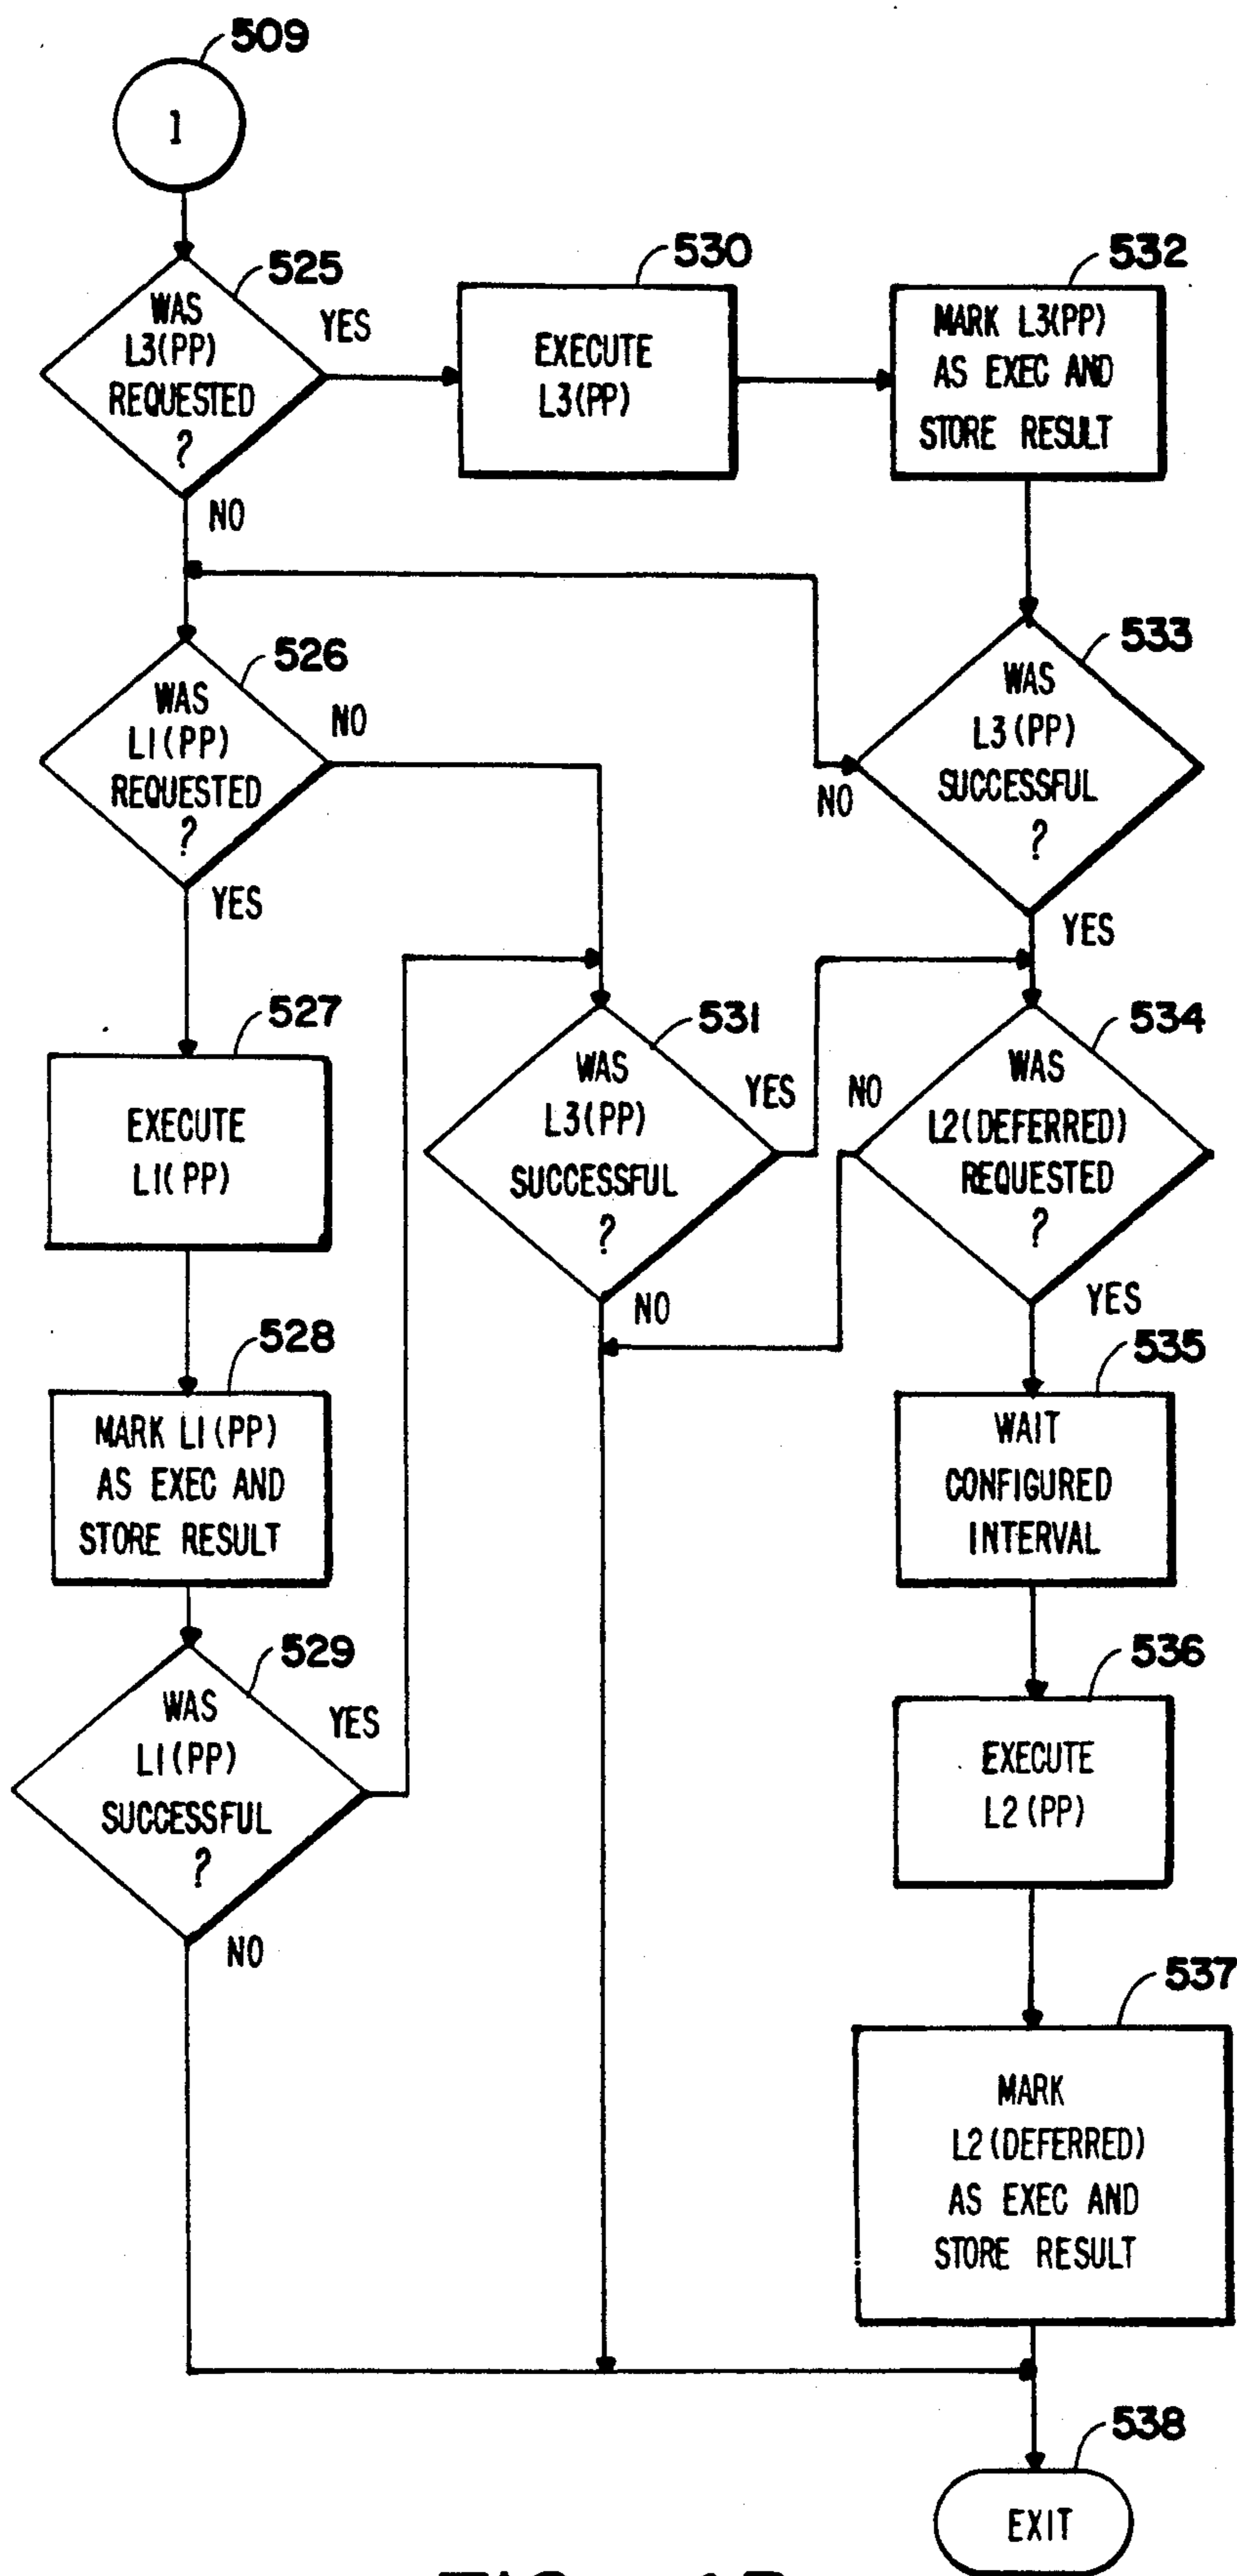 509
1
525
WAS
L3(PP)
REQUESTED
?
YES
NO
530
EXECUTE
L3(PP)
532
MARK L3(PP)
AS EXEC AND
STORE RESULT
533
WAS
L3(PP)
SUCCESSFUL
?
NO
YES
526
WAS
L1(PP)
REQUESTED
?
NO
YES
527
EXECUTE
L1(PP)
528
MARK L1(PP)
AS EXEC AND
STORE RESULT
529
WAS
L1(PP)
SUCCESSFUL
?
YES
NO
531
WAS
L3(PP)
SUCCESSFUL
?
YES
NO
534
WAS
L2(DEFERRED)
REQUESTED
?
NO
YES
535
WAIT
CONFIGURED
INTERVAL
536
EXECUTE
L2(PP)
537
MARK
L2(DEFERRED)
AS EXEC AND
STORE RESULT
538
EXIT